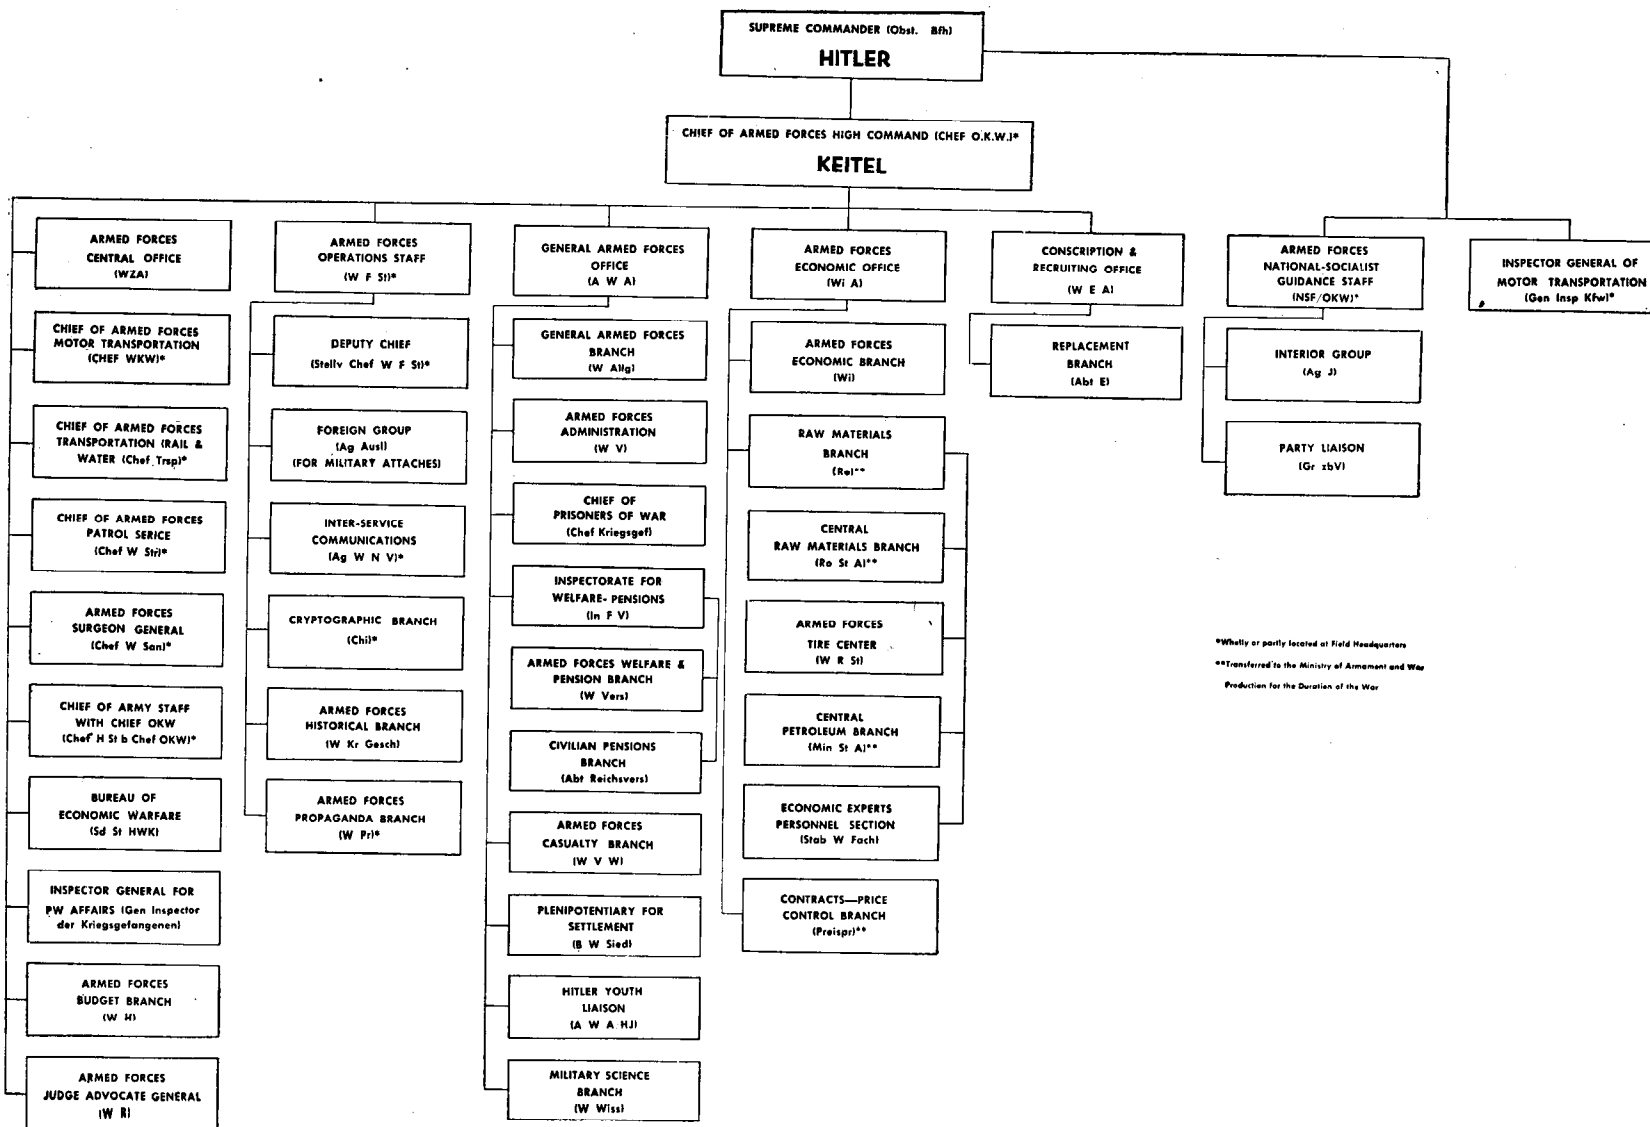 SUPREME COMMANDER (Obst. Bfh)
HITLER
CHIEF OF ARMED FORCES HIGH COMMAND (CHEF O.K.W.)*
KEITEL
ARMED FORCES
CENTRAL OFFICE
(WZA)
CHIEF OF ARMED FORCES
MOTOR TRANSPORTATION
(CHEF WKW)*
CHIEF OF ARMED FORCES
TRANSPORTATION (RAIL &
WATER (Chef Trsp)*
CHIEF OF ARMED FORCES
PATROL SERICE
(Chef W Str)*
ARMED FORCES
SURGEON GENERAL
(Chef W San)*
CHIEF OF ARMY STAFF
WITH CHIEF OKW
(Chef H St b Chef OKW)*
BUREAU OF
ECONOMIC WARFARE
(Sd St HWK)
INSPECTOR GENERAL FOR
PW AFFAIRS (Gen Inspector
der Kriegsgefangenen)
ARMED FORCES
BUDGET BRANCH
(W H)
ARMED FORCES
JUDGE ADVOCATE GENERAL
(W R)
ARMED FORCES
OPERATIONS STAFF
(W F St)*
DEPUTY CHIEF
(Stellv Chef W F St)*
FOREIGN GROUP
(Ag Ausl)
(FOR MILITARY ATTACHES)
INTER-SERVICE
COMMUNICATIONS
(Ag W N V)*
CRYPTOGRAPHIC BRANCH
(Chi)*
ARMED FORCES
HISTORICAL BRANCH
(W Kr Gesch)
ARMED FORCES
PROPAGANDA BRANCH
(W Pr)*
GENERAL ARMED FORCES
OFFICE
(A W A)
GENERAL ARMED FORCES
BRANCH
(W Allg)
ARMED FORCES
ADMINISTRATION
(W V)
CHIEF OF
PRISONERS OF WAR
(Chef Kriegsgef)
INSPECTORATE FOR
WELFARE- PENSIONS
(In F V)
ARMED FORCES WELFARE &
PENSION BRANCH
(W Vers)
CIVILIAN PENSIONS
BRANCH
(Abt Reichsvers)
ARMED FORCES
CASUALTY BRANCH
(W V W)
PLENIPOTENTIARY FOR
SETTLEMENT
(B W Sied)
HITLER YOUTH
LIAISON
(A W A HJ)
MILITARY SCIENCE
BRANCH
(W Wiss)
ARMED FORCES
ECONOMIC OFFICE
(Wi A)
ARMED FORCES
ECONOMIC BRANCH
(Wi)
RAW MATERIALS
BRANCH
(Ro)**
CENTRAL
RAW MATERIALS BRANCH
(Ro St A)**
ARMED FORCES
TIRE CENTER
(W R St)
CENTRAL
PETROLEUM BRANCH
(Min St A)**
ECONOMIC EXPERTS
PERSONNEL SECTION
(Stab W Fach)
CONTRACTS—PRICE
CONTROL BRANCH
(Preispr)**
CONSCRIPTION &
RECRUITING OFFICE
(W E A)
REPLACEMENT
BRANCH
(Abt E)
ARMED FORCES
NATIONAL-SOCIALIST
GUIDANCE STAFF
(NSF/OKW)*
INTERIOR GROUP
(Ag J)
PARTY LIAISON
(Gr zbV)
INSPECTOR GENERAL OF
MOTOR TRANSPORTATION
(Gen Insp Kfw)*
*Wholly or partly located at Field Headquarters
**Transferred to the Ministry of Armament and War
Production for the Duration of the War